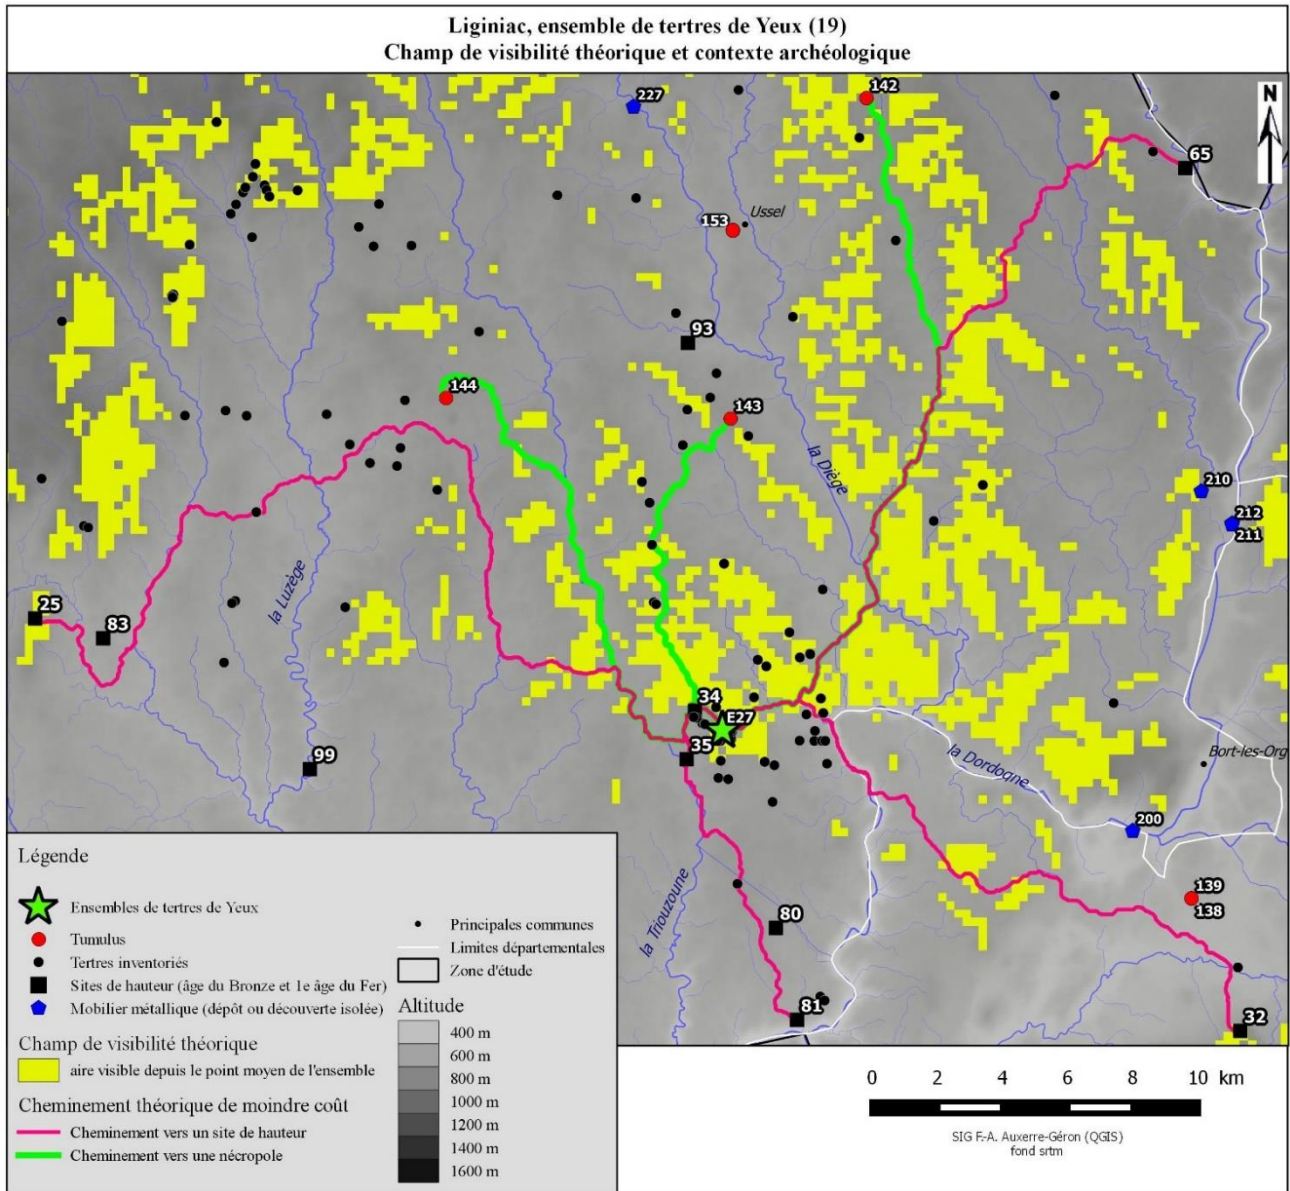 Liginiac, ensemble de tertres de Yeux (19)
Champ de visibilité théorique et contexte archéologique
227
142
N
65
153
Ussel
93
144
143
la Diège
210
212
211
la Luzège
25
83
34
E27
35
99
la Dordogne
Bort-les-Org
200
la Triouzoune
80
139
138
81
32
Légende
Ensembles de tertres de Yeux
Tumulus
Tertres inventoriés
Sites de hauteur (âge du Bronze et 1e âge du Fer)
Mobilier métallique (dépôt ou découverte isolée)
Champ de visibilité théorique
aire visible depuis le point moyen de l'ensemble
Cheminement théorique de moindre coût
Cheminement vers un site de hauteur
Cheminement vers une nécropole
Principales communes
Limites départementales
Zone d'étude
Altitude
400 m
600 m
800 m
1000 m
1200 m
1400 m
1600 m
0 2 4 6 8 10 km
SIG F.-A. Auxerre-Géron (QGIS)
fond srtm